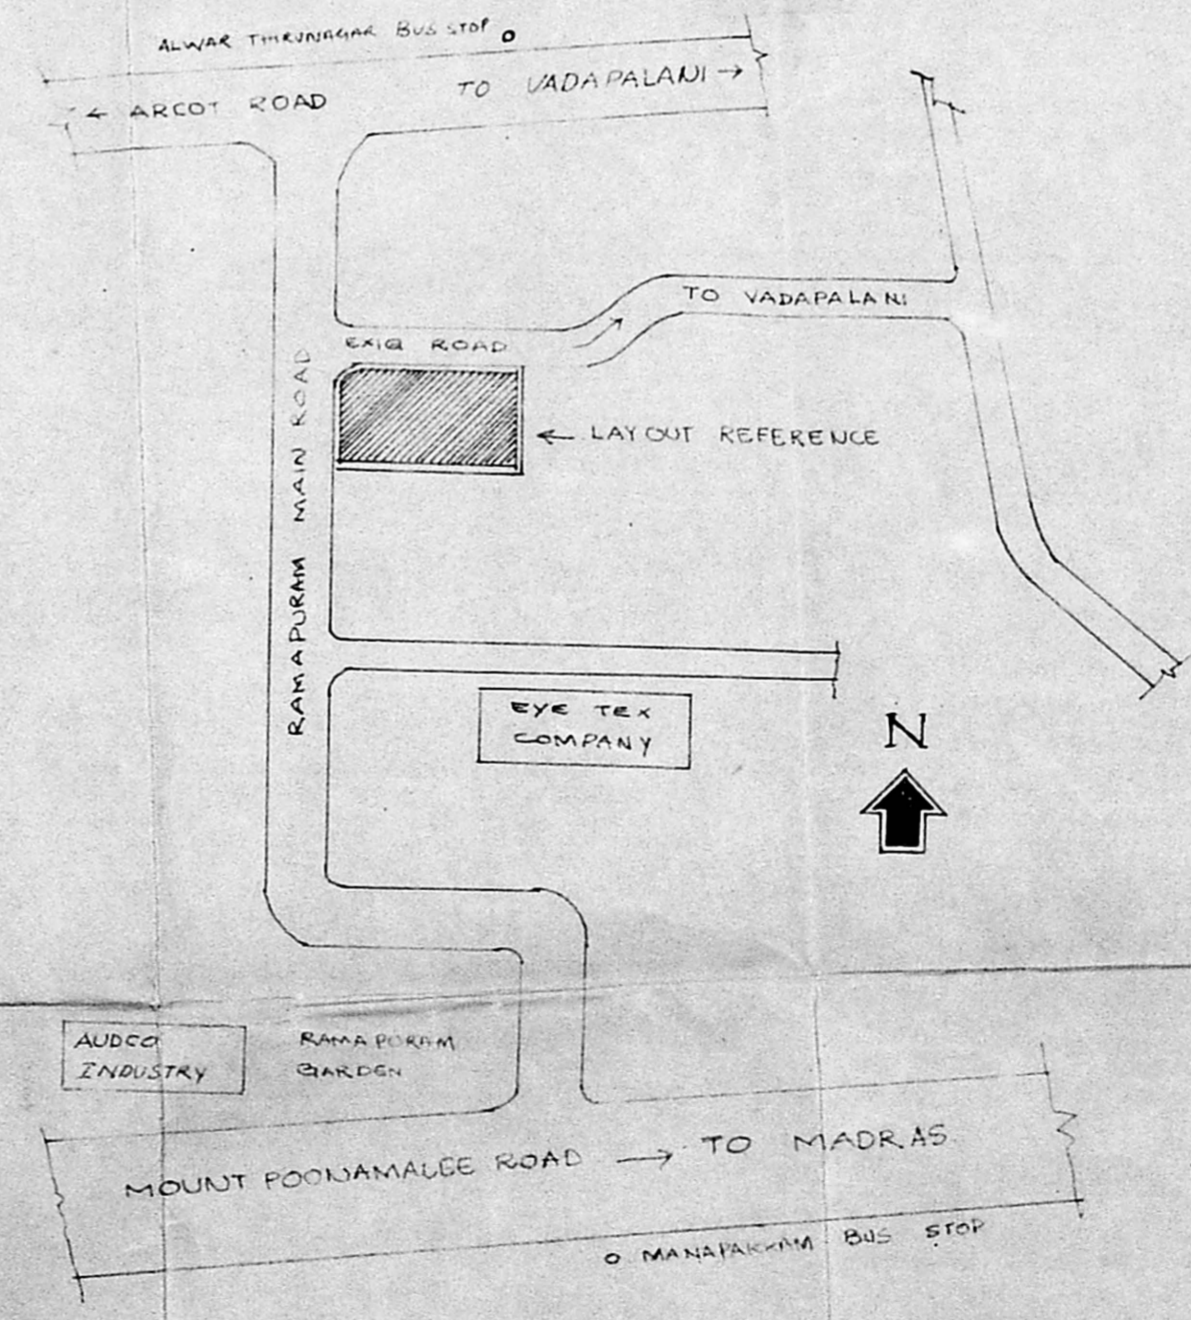 ALWAR THIRUNAGAR BUS STOP
← ARCOT ROAD
TO VADAPALANI →
TO VADAPALANI
EXIG ROAD
← LAYOUT REFERENCE
RAMAPURAM MAIN ROAD
EYE TEX
COMPANY
N
AUDCO
INDUSTRY
RAMAPURAM
GARDEN
MOUNT POONAMALEE ROAD → TO MADRAS
MANAPAKKAM BUS STOP